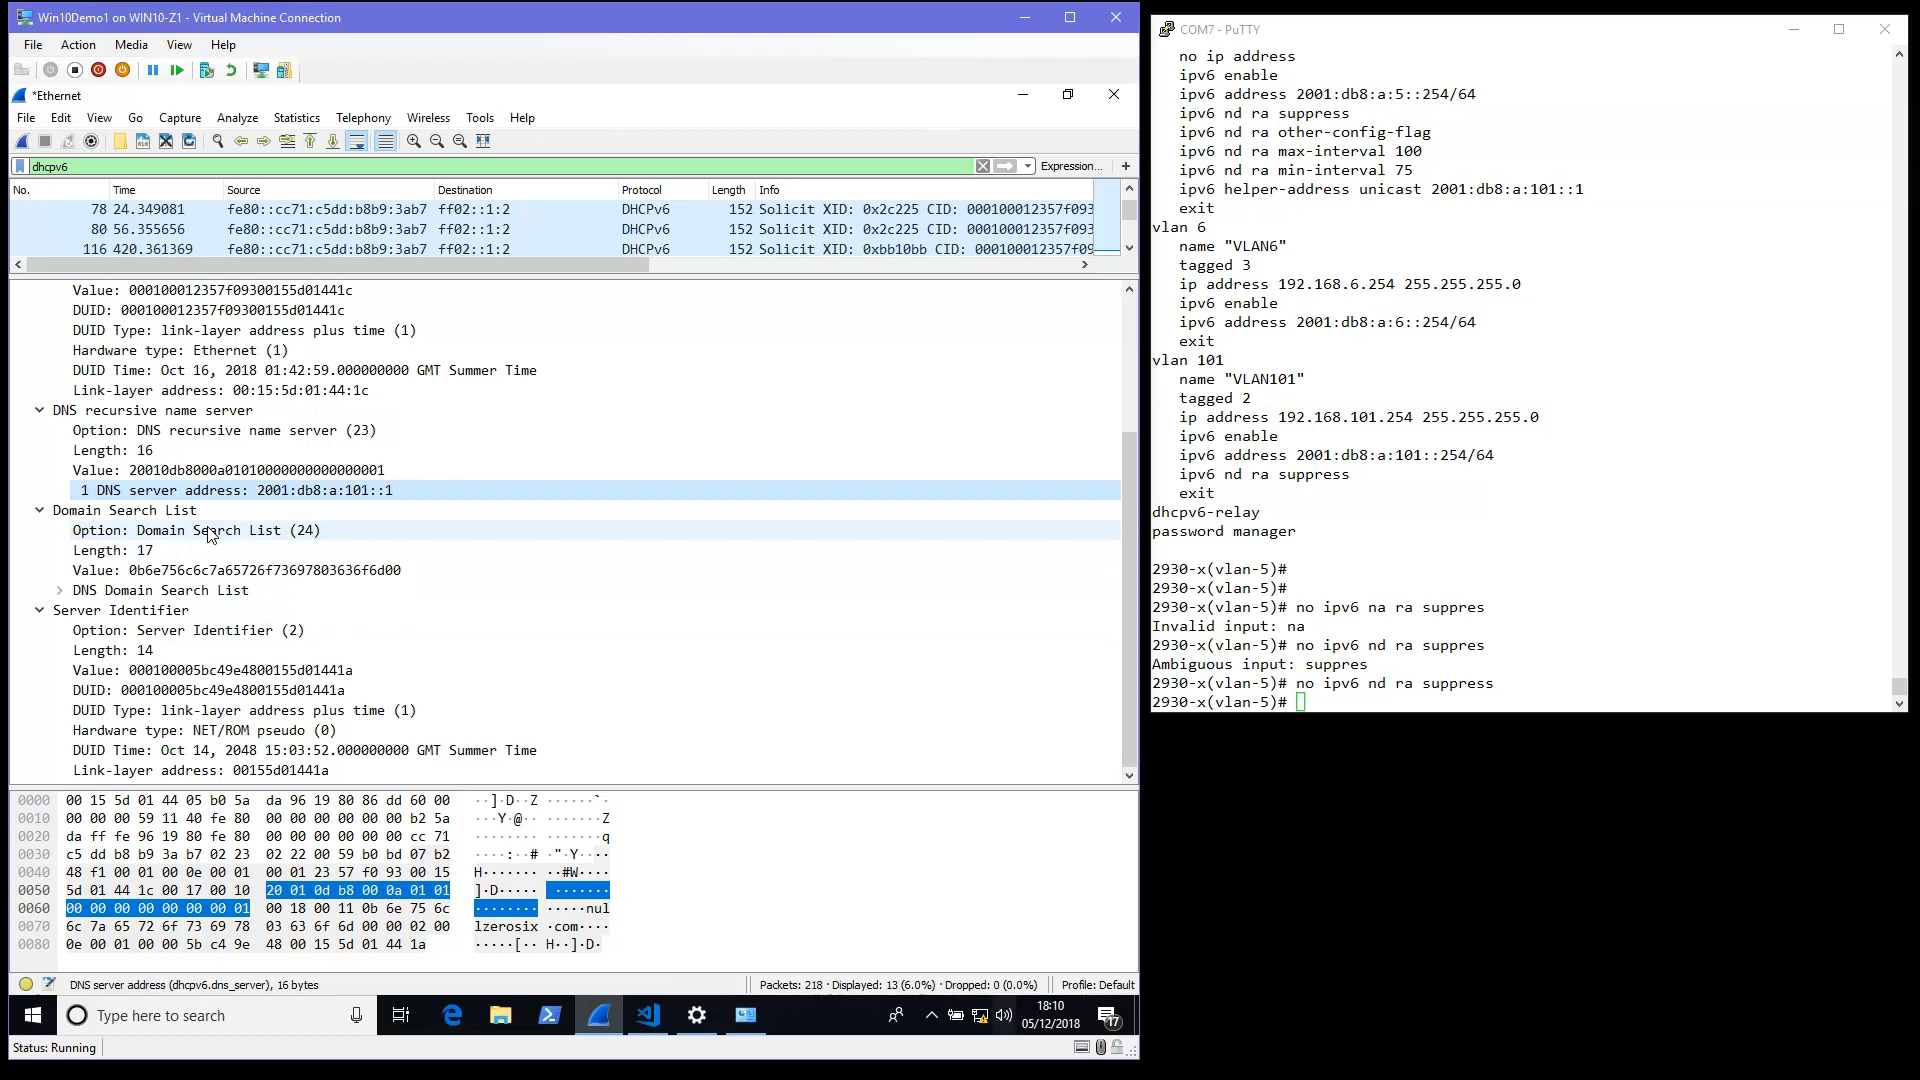 Win10Demo1 on WIN10-Z1 - Virtual Machine Connection
File Action Media View Help
*Ethernet
File Edit View Go Capture Analyze Statistics Telephony Wireless Tools Help
dhcpv6
Expression... +
No. Time Source Destination Protocol Length Info
78 24.349081 fe80::cc71:c5dd:b8b9:3ab7 ff02::1:2 DHCPv6 152 Solicit XID: 0x2c225 CID: 000100012357f093
80 56.355656 fe80::cc71:c5dd:b8b9:3ab7 ff02::1:2 DHCPv6 152 Solicit XID: 0x2c225 CID: 000100012357f093
116 420.361369 fe80::cc71:c5dd:b8b9:3ab7 ff02::1:2 DHCPv6 152 Solicit XID: 0xbb10bb CID: 000100012357f09
Value: 000100012357f09300155d01441c
DUID: 000100012357f09300155d01441c
DUID Type: link-layer address plus time (1)
Hardware type: Ethernet (1)
DUID Time: Oct 16, 2018 01:42:59.000000000 GMT Summer Time
Link-layer address: 00:15:5d:01:44:1c
DNS recursive name server
Option: DNS recursive name server (23)
Length: 16
Value: 20010db8000a01010000000000000001
1 DNS server address: 2001:db8:a:101::1
Domain Search List
Option: Domain Search List (24)
Length: 17
Value: 0b6e756c6c7a65726f73697803636f6d00
DNS Domain Search List
Server Identifier
Option: Server Identifier (2)
Length: 14
Value: 000100005bc49e4800155d01441a
DUID: 000100005bc49e4800155d01441a
DUID Type: link-layer address plus time (1)
Hardware type: NET/ROM pseudo (0)
DUID Time: Oct 14, 2048 15:03:52.000000000 GMT Summer Time
Link-layer address: 00155d01441a
0000 00 15 5d 01 44 05 b0 5a da 96 19 80 86 dd 60 00 ··]·D··Z ······`·
0010 00 00 00 59 11 40 fe 80 00 00 00 00 00 00 b2 5a ···Y·@·· ·······Z
0020 da ff fe 96 19 80 fe 80 00 00 00 00 00 00 cc 71 ········ ·······q
0030 c5 dd b8 b9 3a b7 02 23 02 22 00 59 b0 bd 07 b2 ····:··# ·"·Y····
0040 48 f1 00 01 00 0e 00 01 00 01 23 57 f0 93 00 15 H······· ··#W····
0050 5d 01 44 1c 00 17 00 10 20 01 0d b8 00 0a 01 01 ]·D····· ········
0060 00 00 00 00 00 00 00 01 00 18 00 11 0b 6e 75 6c ········ ·····nul
0070 6c 7a 65 72 6f 73 69 78 03 63 6f 6d 00 00 02 00 lzerosix ·com····
0080 0e 00 01 00 00 5b c4 9e 48 00 15 5d 01 44 1a ·····[·· H··]·D·
DNS server address (dhcpv6.dns_server), 16 bytes
Packets: 218 · Displayed: 13 (6.0%) · Dropped: 0 (0.0%)
Profile: Default
Type here to search
18:10
05/12/2018
17
Status: Running
COM7 - PuTTY
no ip address
ipv6 enable
ipv6 address 2001:db8:a:5::254/64
ipv6 nd ra suppress
ipv6 nd ra other-config-flag
ipv6 nd ra max-interval 100
ipv6 nd ra min-interval 75
ipv6 helper-address unicast 2001:db8:a:101::1
exit
vlan 6
name "VLAN6"
tagged 3
ip address 192.168.6.254 255.255.255.0
ipv6 enable
ipv6 address 2001:db8:a:6::254/64
exit
vlan 101
name "VLAN101"
tagged 2
ip address 192.168.101.254 255.255.255.0
ipv6 enable
ipv6 address 2001:db8:a:101::254/64
ipv6 nd ra suppress
exit
dhcpv6-relay
password manager
2930-x(vlan-5)#
2930-x(vlan-5)#
2930-x(vlan-5)# no ipv6 na ra suppres
Invalid input: na
2930-x(vlan-5)# no ipv6 nd ra suppres
Ambiguous input: suppres
2930-x(vlan-5)# no ipv6 nd ra suppress
2930-x(vlan-5)#